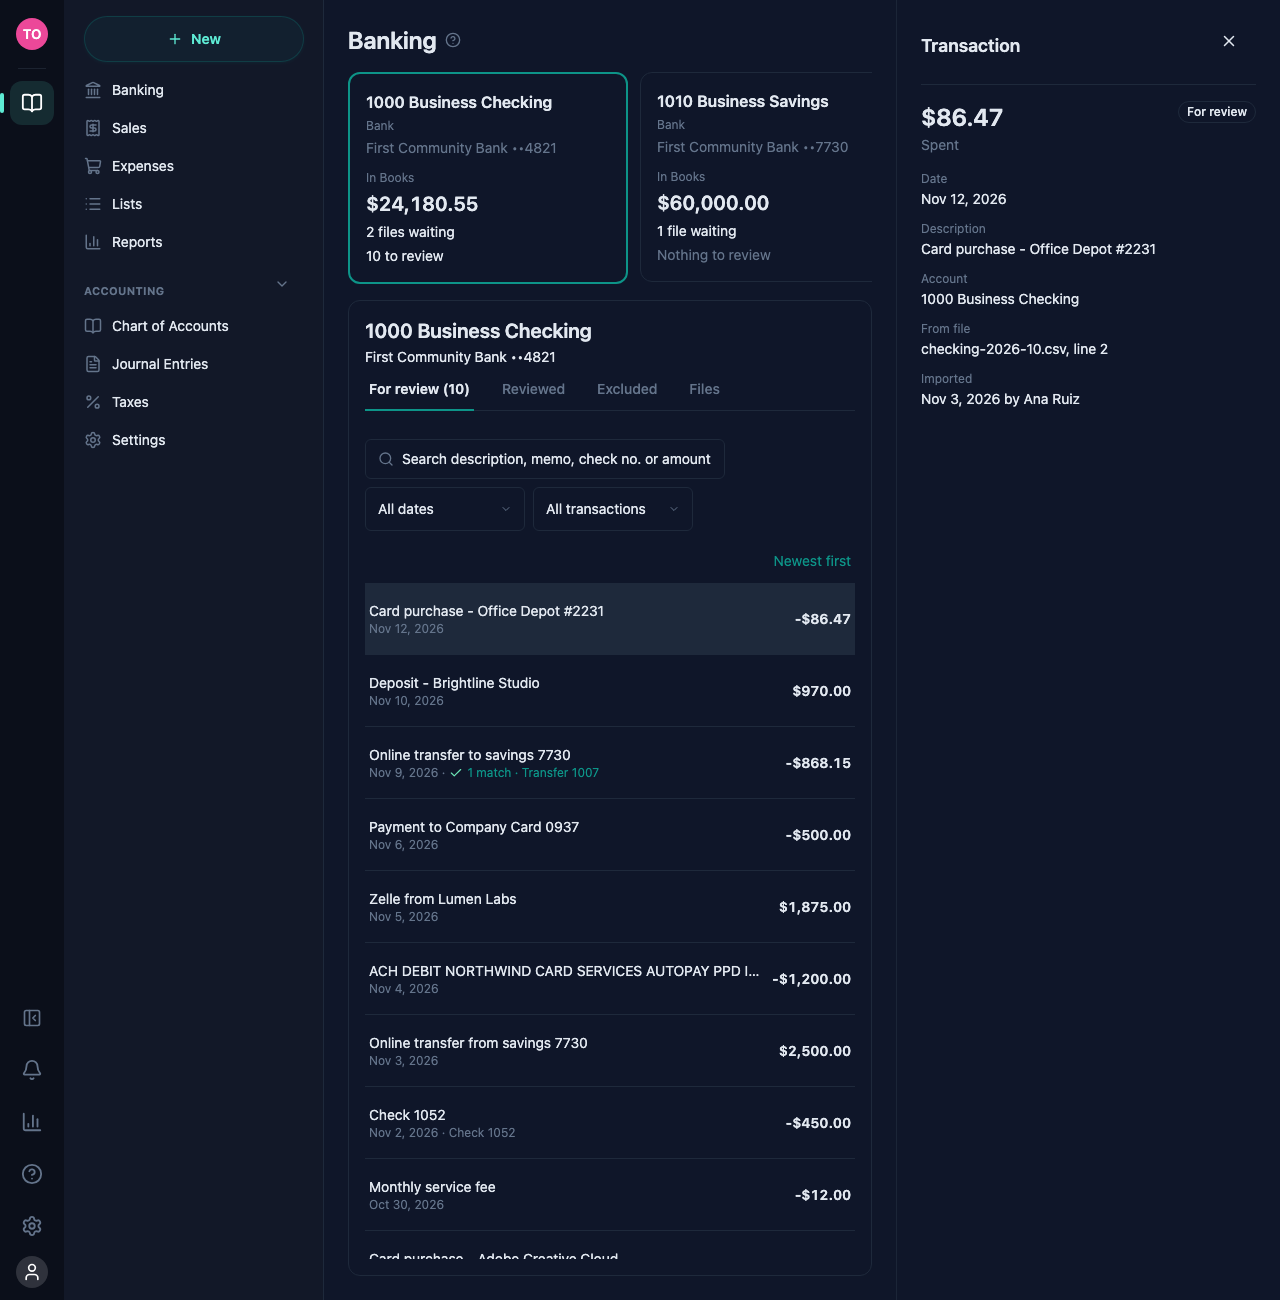 TO
New
Banking
Sales
Expenses
Lists
Reports
ACCOUNTING
Chart of Accounts
Journal Entries
Taxes
Settings
Banking
1000 Business Checking
Bank
First Community Bank ••4821
In Books
$24,180.55
2 files waiting
10 to review
1010 Business Savings
Bank
First Community Bank ••7730
In Books
$60,000.00
1 file waiting
Nothing to review
1000 Business Checking
First Community Bank ••4821
For review (10) Reviewed Excluded Files
Search description, memo, check no. or amount
All dates All transactions
Newest first
Card purchase - Office Depot #2231
Nov 12, 2026
-$86.47
Deposit - Brightline Studio
Nov 10, 2026
$970.00
Online transfer to savings 7730
Nov 9, 2026 · 1 match · Transfer 1007
-$868.15
Payment to Company Card 0937
Nov 6, 2026
-$500.00
Zelle from Lumen Labs
Nov 5, 2026
$1,875.00
ACH DEBIT NORTHWIND CARD SERVICES AUTOPAY PPD I...
Nov 4, 2026
-$1,200.00
Online transfer from savings 7730
Nov 3, 2026
$2,500.00
Check 1052
Nov 2, 2026 · Check 1052
-$450.00
Monthly service fee
Oct 30, 2026
-$12.00
Card purchase - Adobe Creative Cloud
Transaction
$86.47
For review
Spent
Date
Nov 12, 2026
Description
Card purchase - Office Depot #2231
Account
1000 Business Checking
From file
checking-2026-10.csv, line 2
Imported
Nov 3, 2026 by Ana Ruiz